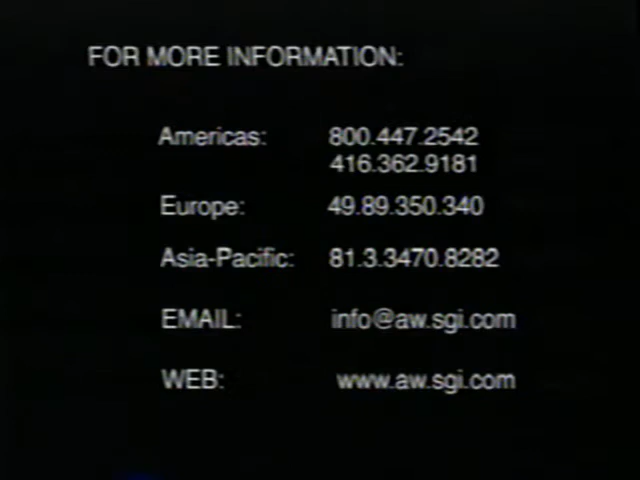 FOR MORE INFORMATION:
Americas: 800.447.2542
416.362.9181
Europe: 49.89.350.340
Asia-Pacific: 81.3.3470.8282
EMAIL: info@aw.sgi.com
WEB: www.aw.sgi.com